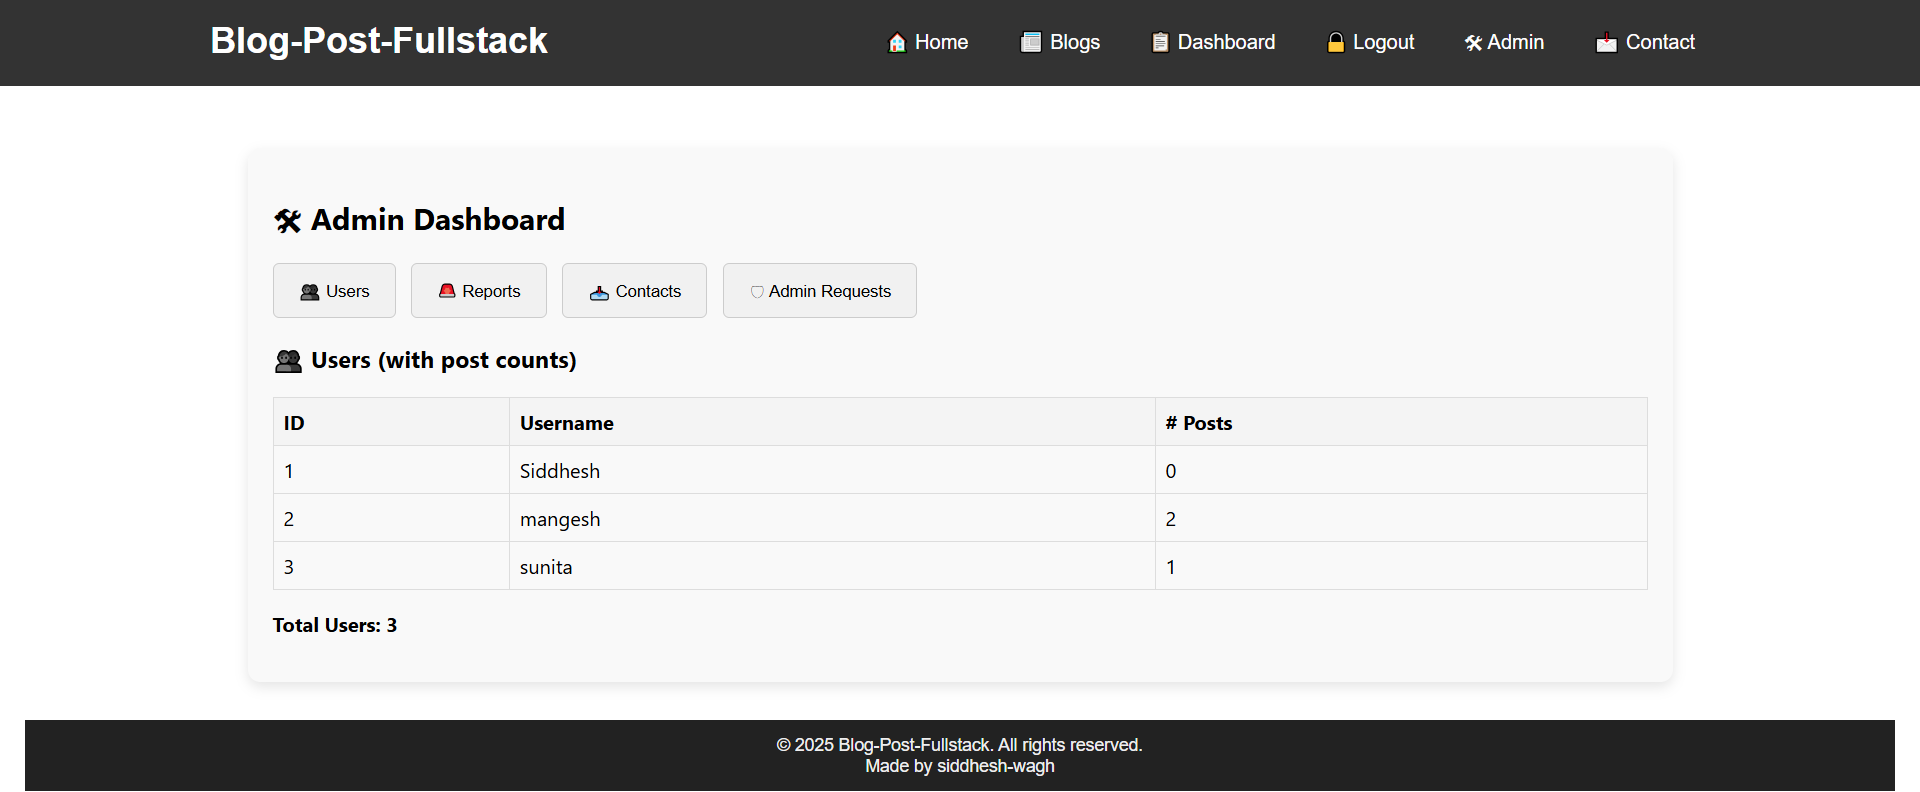 Blog-Post-Fullstack
🏠 Home 📰 Blogs 📋 Dashboard 🔒 Logout 🛠 Admin 📩 Contact
🛠 Admin Dashboard
👥 Users 🚨 Reports 📥 Contacts 🛡 Admin Requests
👥 Users (with post counts)
ID Username # Posts
1 Siddhesh 0
2 mangesh 2
3 sunita 1
Total Users: 3
© 2025 Blog-Post-Fullstack. All rights reserved.
Made by siddhesh-wagh